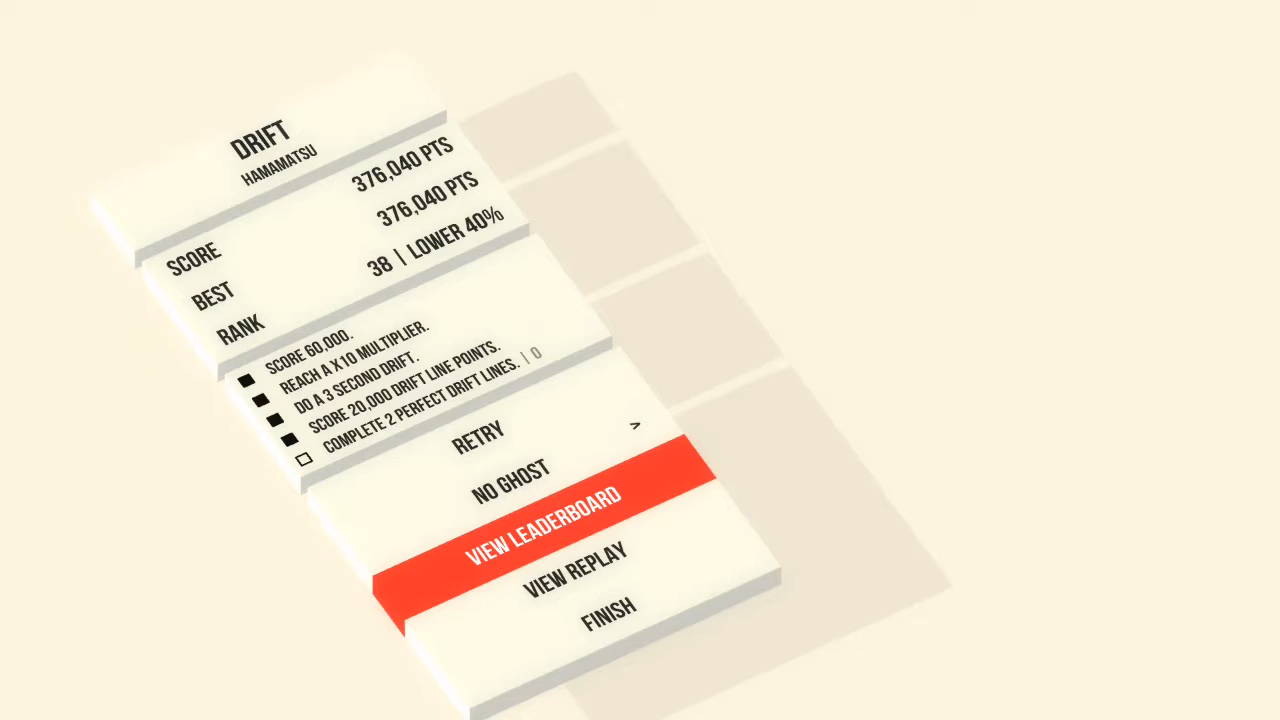 DRIFT
HAMAMATSU
SCORE 376,040 PTS
BEST 376,040 PTS
RANK 38 | LOWER 40%
SCORE 60,000.
REACH A X10 MULTIPLIER.
DO A 3 SECOND DRIFT.
SCORE 20,000 DRIFT LINE POINTS.
COMPLETE 2 PERFECT DRIFT LINES. | 0
RETRY
NO GHOST >
VIEW LEADERBOARD
VIEW REPLAY
FINISH